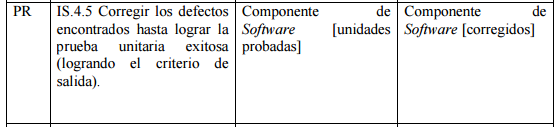 PR
IS.4.5 Corregir los defectos
encontrados hasta lograr la
prueba unitaria exitosa
(logrando el criterio de
salida).
Componente de
Software [unidades
probadas]
Componente de
Software [corregidos]